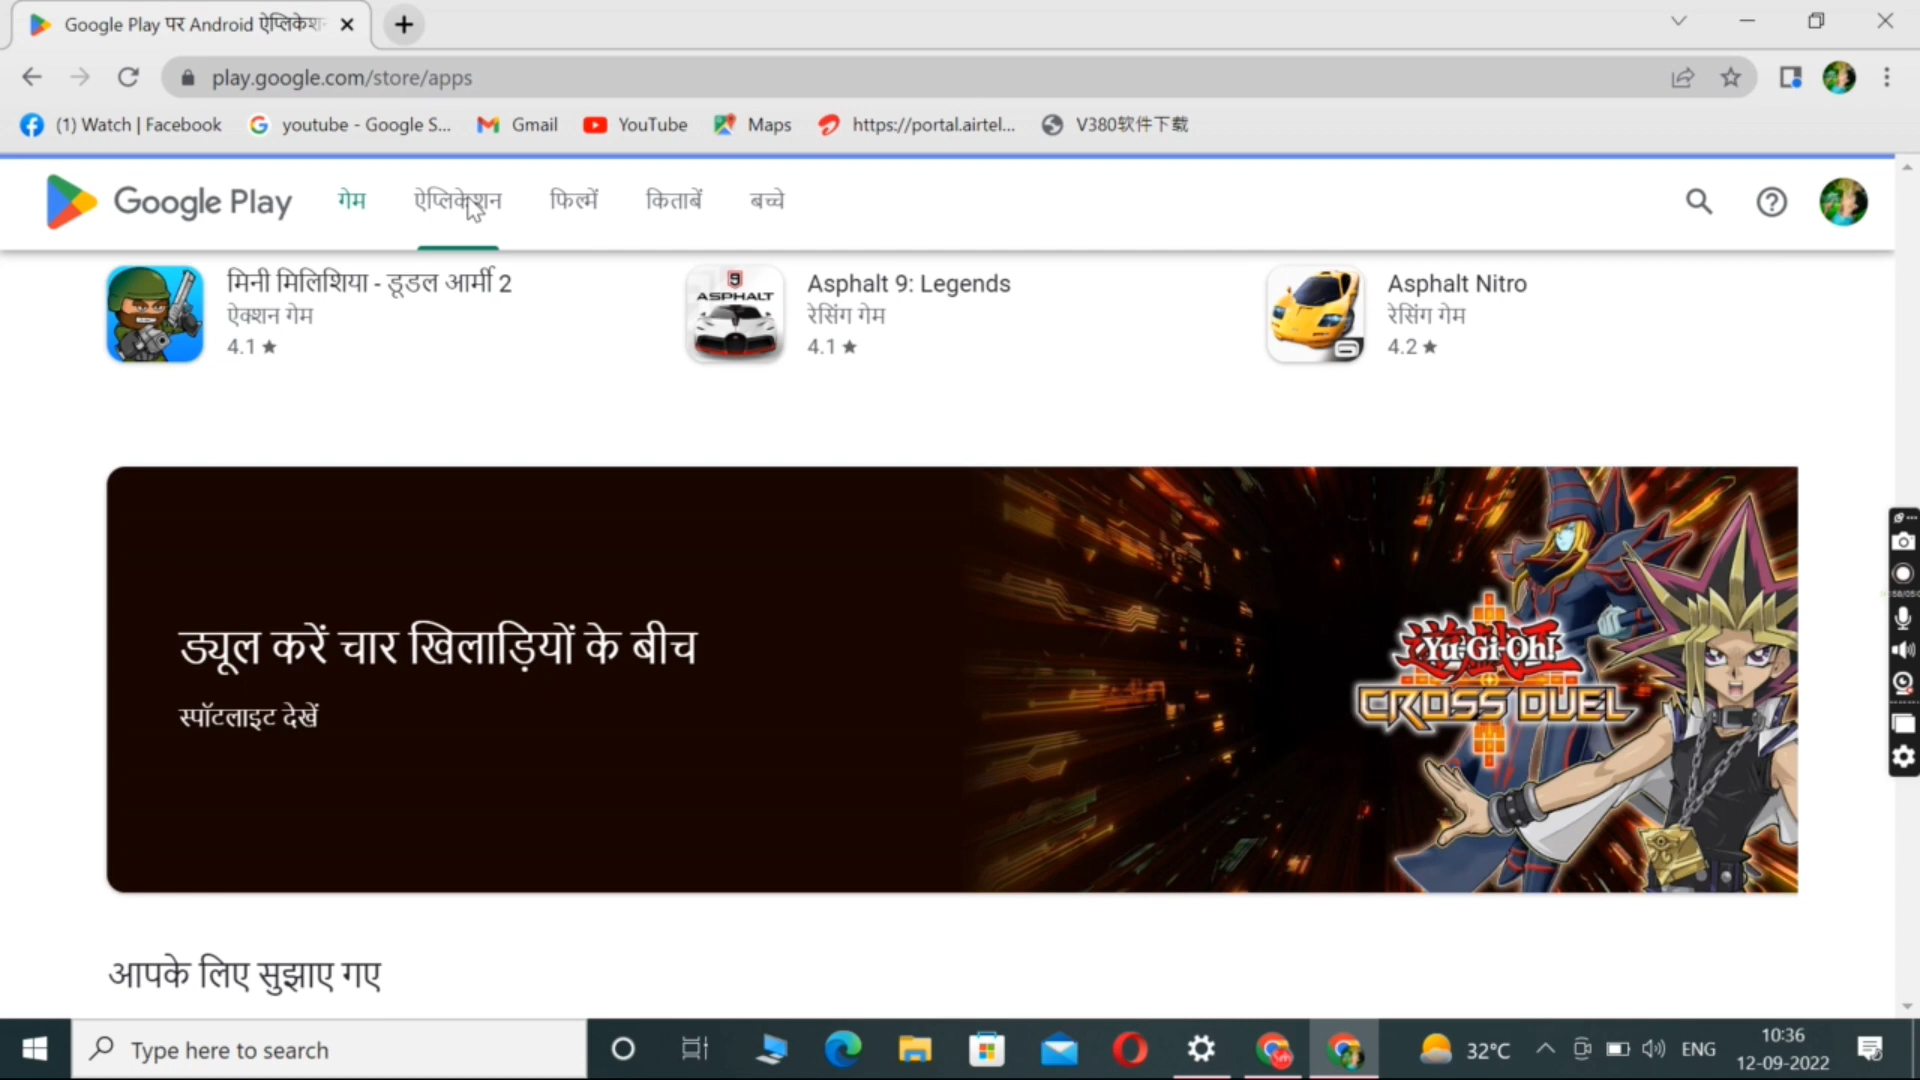 Google Play पर Android ऐप्लिकेशन
play.google.com/store/apps
(1) Watch | Facebook
youtube - Google S...
Gmail
YouTube
Maps
https://portal.airtel...
V380软件下载
Google Play
गेम
ऐप्लिकेशन
फिल्में
किताबें
बच्चे
मिनी मिलिशिया - डूडल आर्मी 2
ऐक्शन गेम
4.1 ★
ASPHALT
9
Asphalt 9: Legends
रेसिंग गेम
4.1 ★
Asphalt Nitro
रेसिंग गेम
4.2 ★
ड्यूल करें चार खिलाड़ियों के बीच
स्पॉटलाइट देखें
Yu-Gi-Oh!
CROSS DUEL
आपके लिए सुझाए गए
Type here to search
32°C
ENG
10:36
12-09-2022